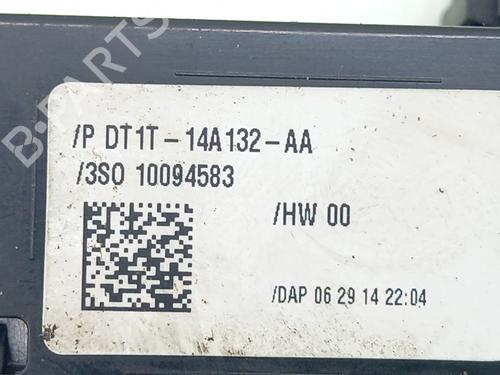 B-PARTS
/P DT1T-14A132-AA
/3SO 10094583
/HW 00
/DAP 06 29 14 22:04